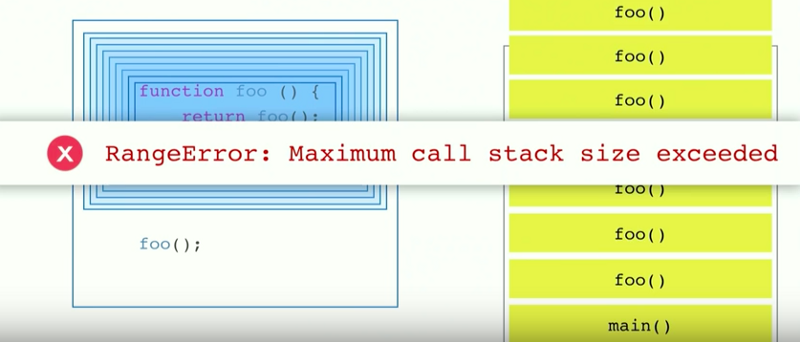 function foo () {
return foo();
RangeError: Maximum call stack size exceeded
foo();
foo()
foo()
foo()
foo()
foo()
foo()
main()